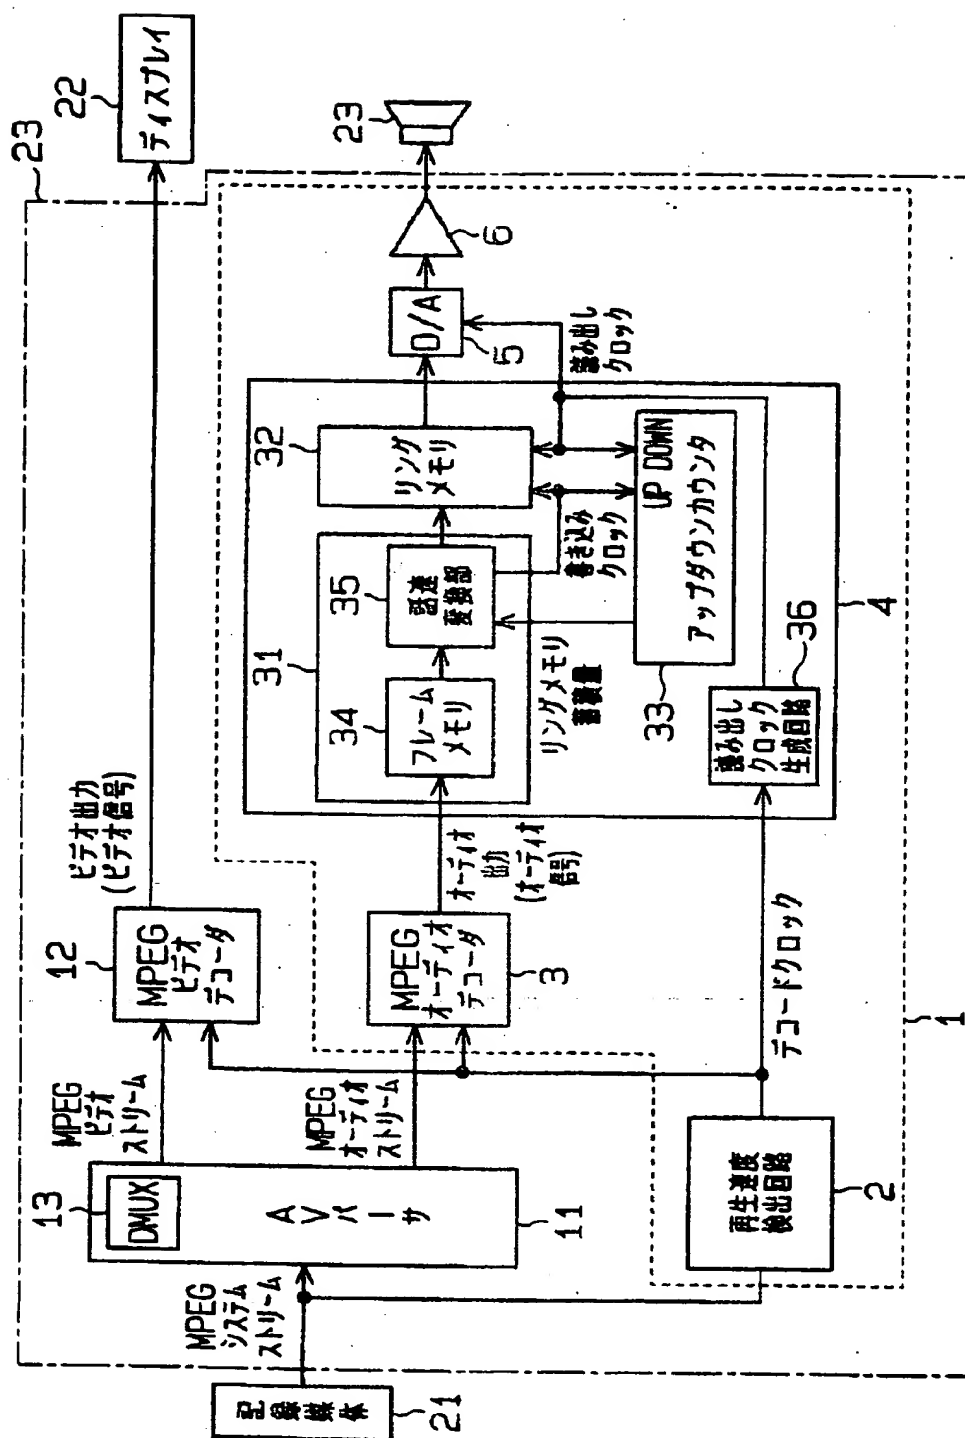 23
22
ディスプレイ
ビデオ出力
(ビデオ信号)
12
MPEG
ビデオ
デコーダ
MPEG
ビデオ
ストリーム
13
DMUX
AVパーサ
11
MPEG
システム
ストリーム
記録媒体
21
MPEG
オーディオ
ストリーム
MPEG
オーディオ
デコーダ
3
オーディオ
出力
(オーディオ
信号)
31
34
フレーム
メモリ
35
話速
変換部
32
リング
メモリ
D/A
5
6
23
読み出し
クロック
書き込み
クロック
リングメモリ
蓄積量
UP DOWN
アップダウンカウンタ
33
読み出し
クロック
生成回路
36
4
デコードクロック
再生速度
検出回路
2
1